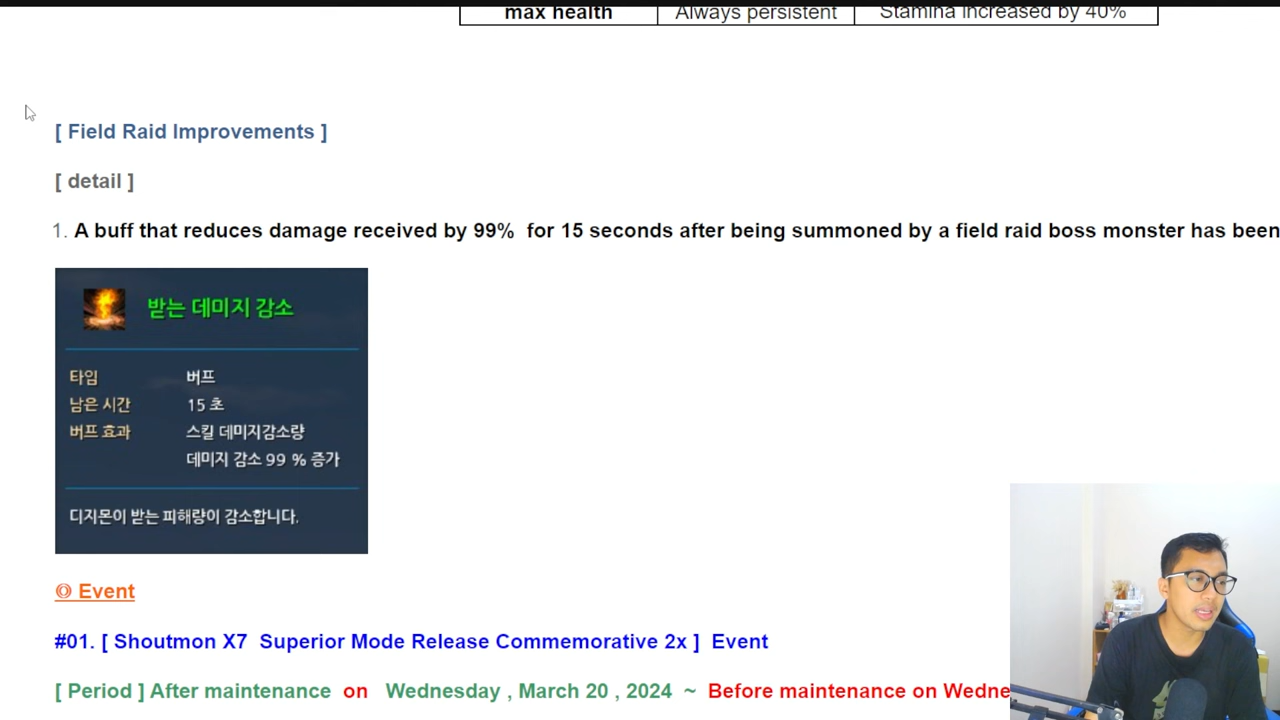 max health Always persistent Stamina increased by 40%
[ Field Raid Improvements ]
[ detail ]
1. A buff that reduces damage received by 99% for 15 seconds after being summoned by a field raid boss monster has been
받는 데미지 감소
타입 버프
남은 시간 15 초
버프 효과 스킬 데미지감소량
데미지 감소 99 % 증가
디지몬이 받는 피해량이 감소합니다.
◎ Event
#01. [ Shoutmon X7 Superior Mode Release Commemorative 2x ] Event
[ Period ] After maintenance on Wednesday , March 20 , 2024 ~ Before maintenance on Wedne